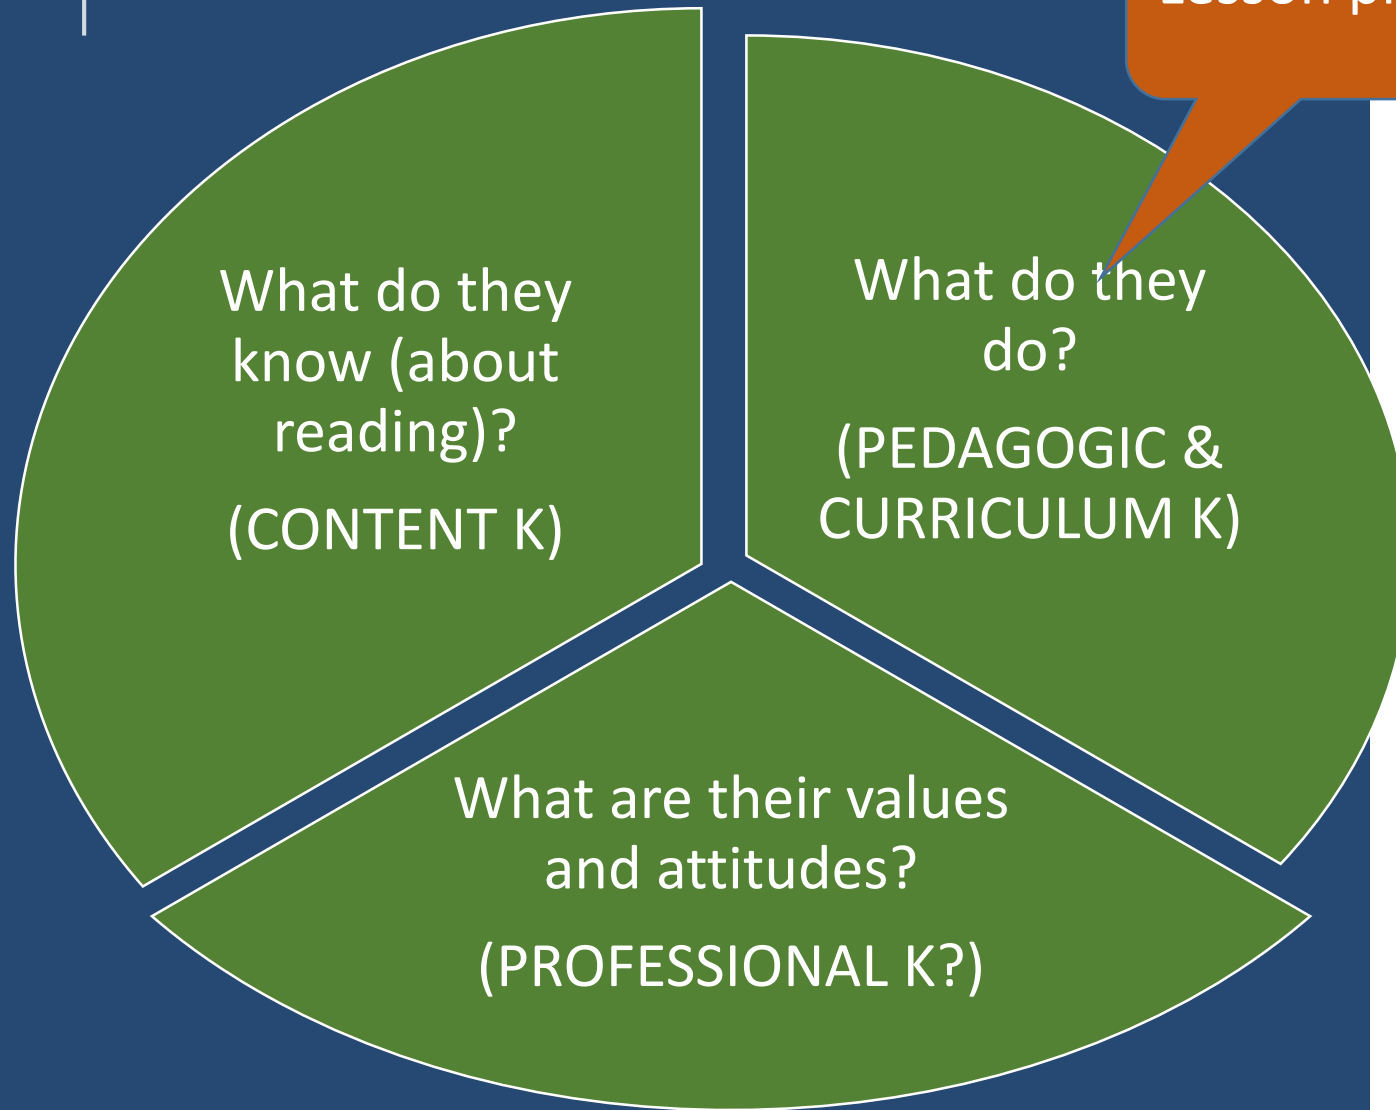 Lesson
What do they
know (about
reading)?
(CONTENT K)
What do they
do?
(PEDAGOGIC &
CURRICULUM K)
What are their values
and attitudes?
(PROFESSIONAL K?)